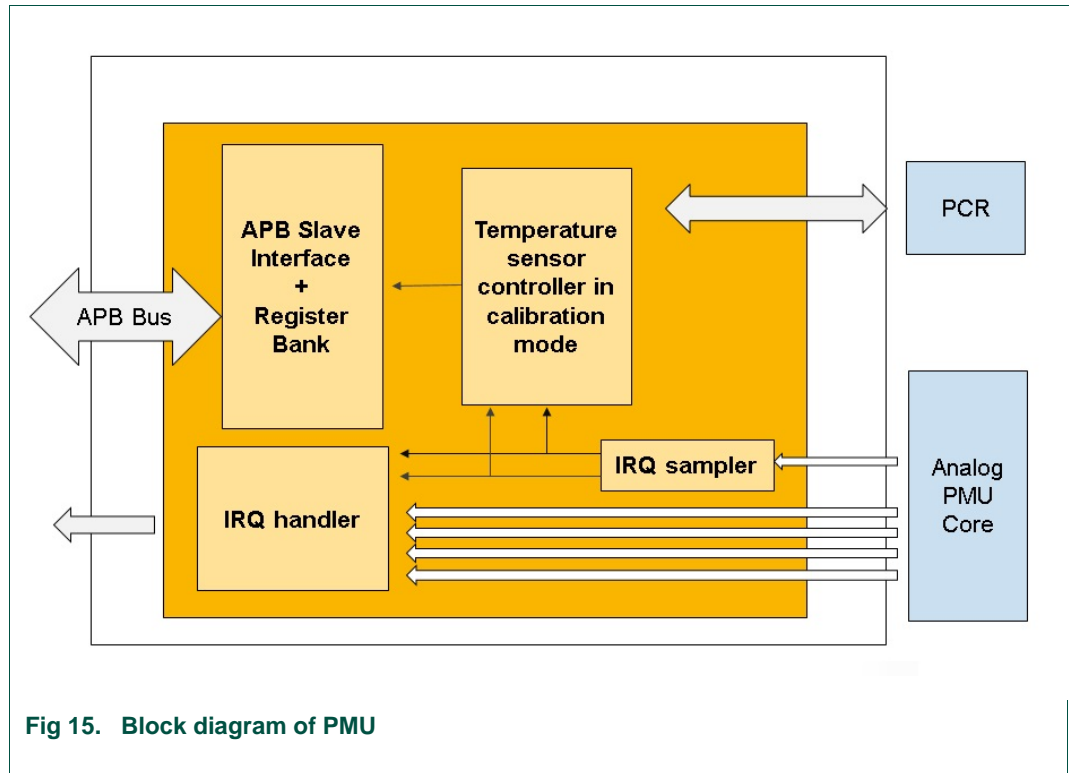 APB Bus
APB Slave
Interface
+
Register
Bank
Temperature
sensor
controller in
calibration
mode
PCR
IRQ handler
IRQ sampler
Analog
PMU
Core
Fig 15. Block diagram of PMU